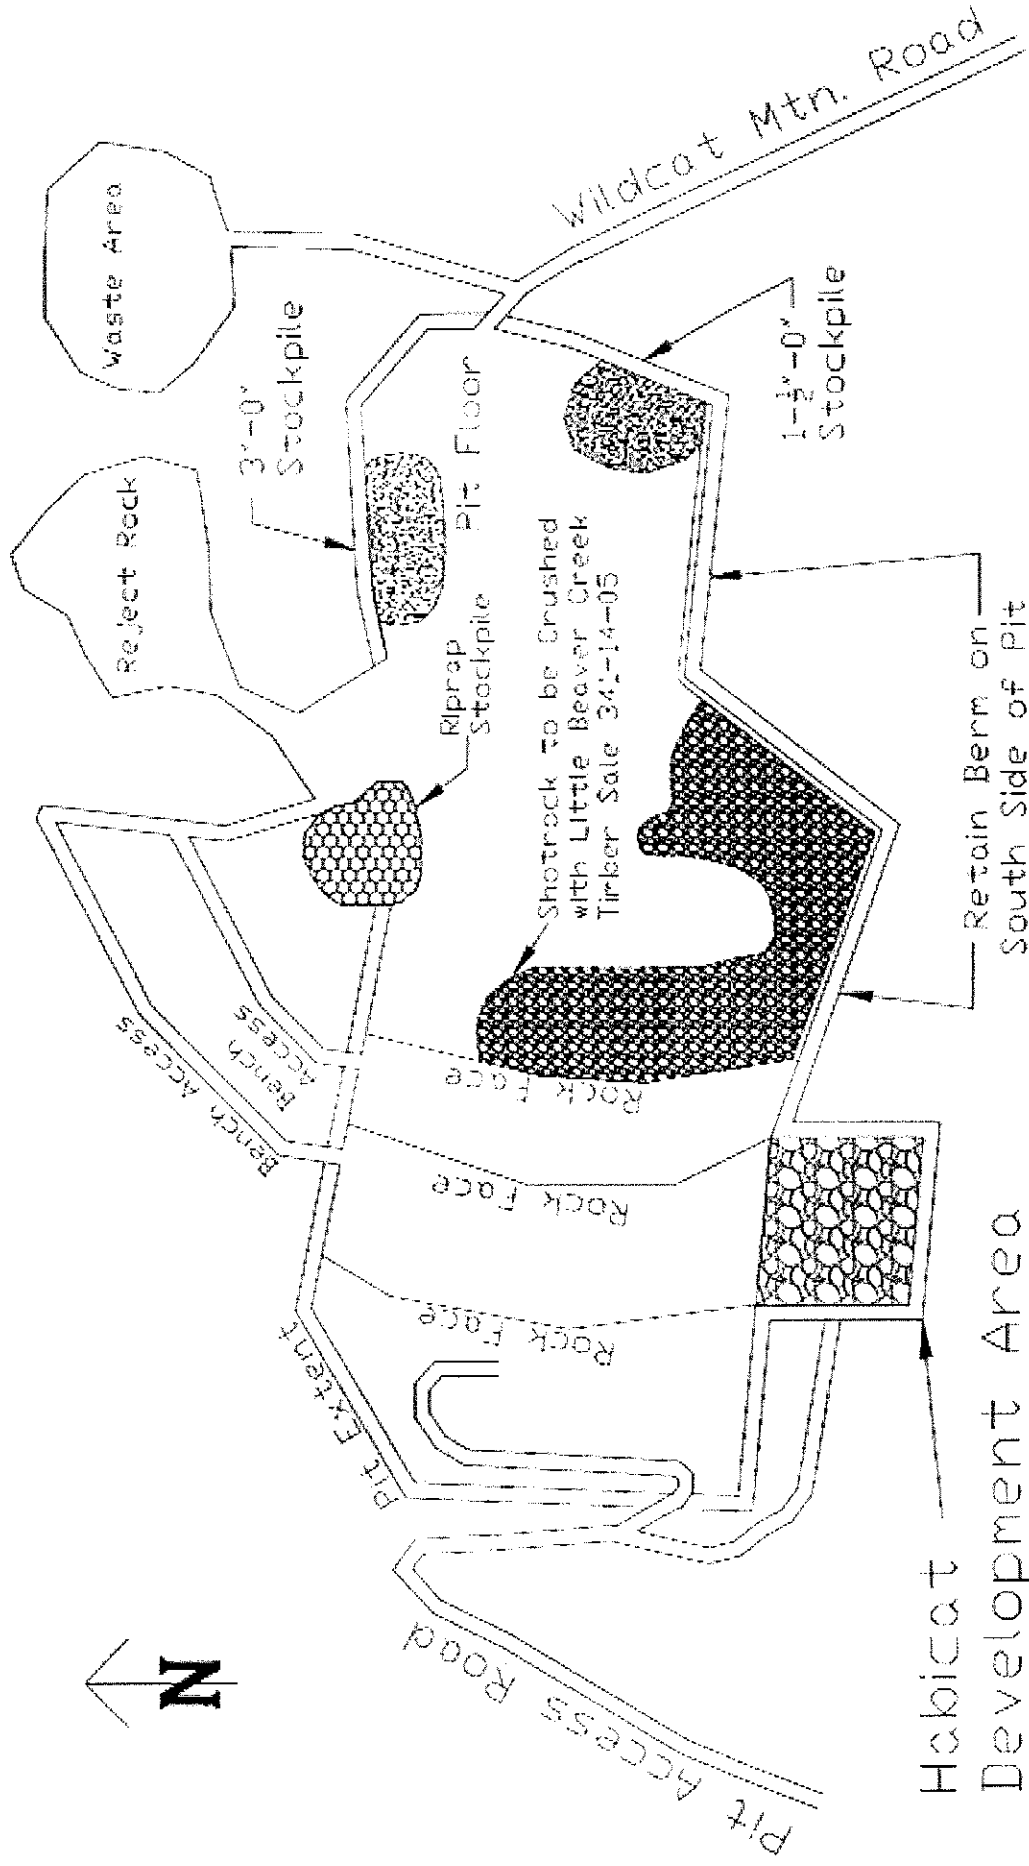 Waste Area
Reject Rock
3"-0"
Stockpile
Pit Floor
Wildcat Mtn. Road
1-½"-0"
Stockpile
Riprap
Stockpile
Shotrock to be Crushed
with Little Beaver Creek
Timber Sale 341-14-05
Bench Access
Bench
Access
Rock Face
Rock Face
Rock Face
Pit Extent
Retain Berm on
South Side of Pit
N
Pit Access Road
Habitat
Development Area